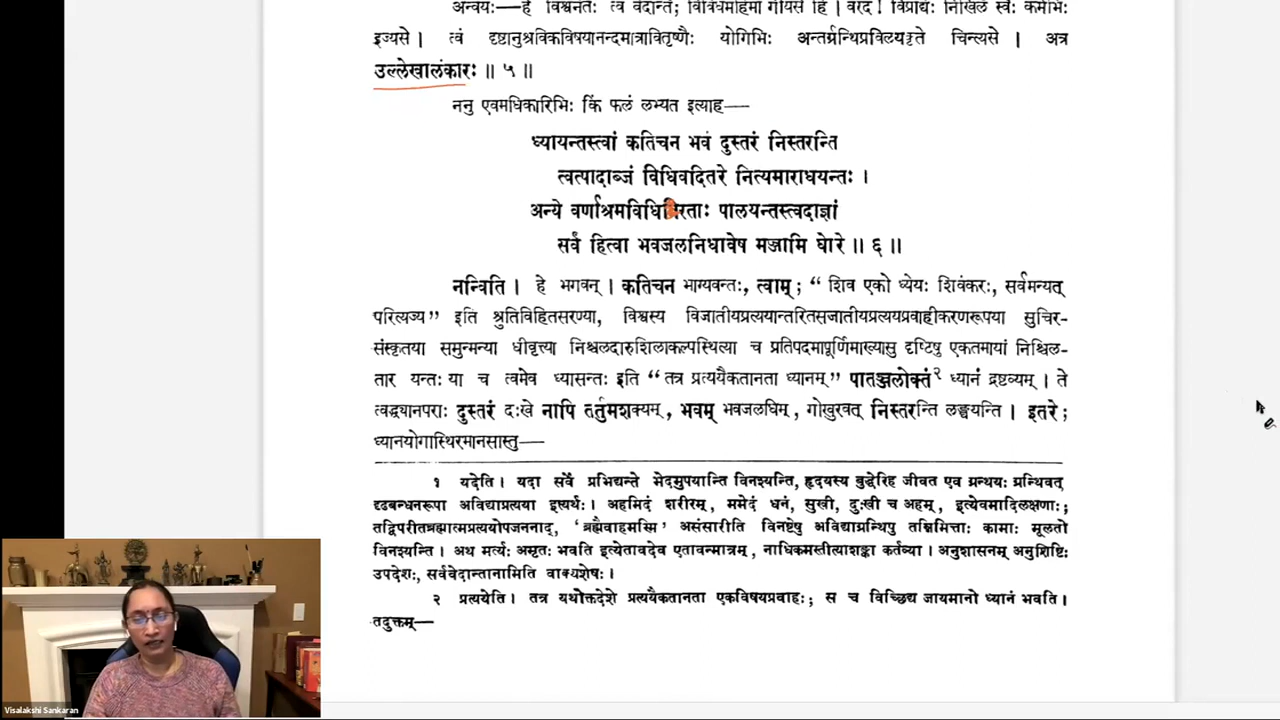 अन्वयः—हे विश्वनेतः त्वं वेदान्तैः विविधमहिमा गीयसे हि । वरद ! विप्राद्यैः निखिलैः स्वैः कर्मभिः
इज्यसे । त्वं दृष्टानुश्रविकविषयानन्दमात्रावितृष्णैः योगिभिः अन्तर्ग्रन्थिप्रविलयकृते चिन्त्यसे । अत्र
उल्लेखालंकारः ॥ ५ ॥
ननु एवमधिकारिभिः किं फलं लभ्यत इत्याह—
ध्यायन्तस्त्वां कतिचन भवं दुस्तरं निस्तरन्ति
त्वत्पादाब्जं विधिवदितरे नित्यमाराधयन्तः ।
अन्ये वर्णाश्रमविधिरताः पालयन्तस्त्वदाज्ञां
सर्वं हित्वा भवजलनिधावेष मज्जामि घोरे ॥ ६ ॥
नन्विति । हे भगवन् । कतिचन भाग्यवन्तः, त्वाम् ; “ शिव एको ध्येयः शिवंकरः, सर्वमन्यत्
परित्यज्य” इति श्रुतिविहितसरण्या, विश्वस्य विजातीयप्रत्ययान्तरितसजातीयप्रत्ययप्रवाहीकरणरूपया सुचिर-
संस्कृतया समुन्मन्या धीवृत्त्या निश्चलदारुशिलाकल्पस्थित्या च प्रतिपदमापूर्णिमाख्यासु दृष्टिषु एकतमायां निश्चिल-
तार यन्तः या च त्वमेव ध्यासन्तः इति “ तत्र प्रत्ययैकतानता ध्यानम्” पातञ्जलोक्तं२ ध्यानं द्रष्टव्यम् । ते
त्वद्ध्यानपराः दुस्तरं दुःखे नापि तर्तुमशक्यम् , भवम् भवजलधिम् , गोखुरवत् निस्तरन्ति लङ्घयन्ति । इतरे ;
ध्यानयोगास्थिरमानसास्तु—
१ यदेति । यदा सर्वे प्रभिद्यन्ते भेदमुपयान्ति विनश्यन्ति, हृदयस्य बुद्धेरिह जीवत एव ग्रन्थयः ग्रन्थिवत्
दृढबन्धनरूपा अविद्याप्रत्यया इत्यर्थः । अहमिदं शरीरम् , ममेदं धनं, सुखी, दुःखी च अहम् , इत्येवमादिलक्षणाः ;
तद्विपरीतब्रह्मात्मप्रत्ययोपजननाद् , ‘ ब्रह्मैवाहमस्मि ’ असंसारीति विनष्टेषु अविद्याग्रन्थिषु तन्निमित्ताः कामाः मूलतो
विनश्यन्ति । अथ मर्त्यः अमृतः भवति इत्येतावदेव एतावन्मात्रम् , नाधिकमस्तीत्याशङ्का कर्तव्या । अनुशासनम् अनुशिष्टिः
उपदेशः, सर्ववेदान्तानामिति वाक्यशेषः ।
२ प्रत्ययेति । तत्र यथोक्तदेशे प्रत्ययैकतानता एकविषयप्रवाहः ; स च विच्छिद्य जायमानो ध्यानं भवति ।
तदुक्तम्—
Visalakshi Sankaran